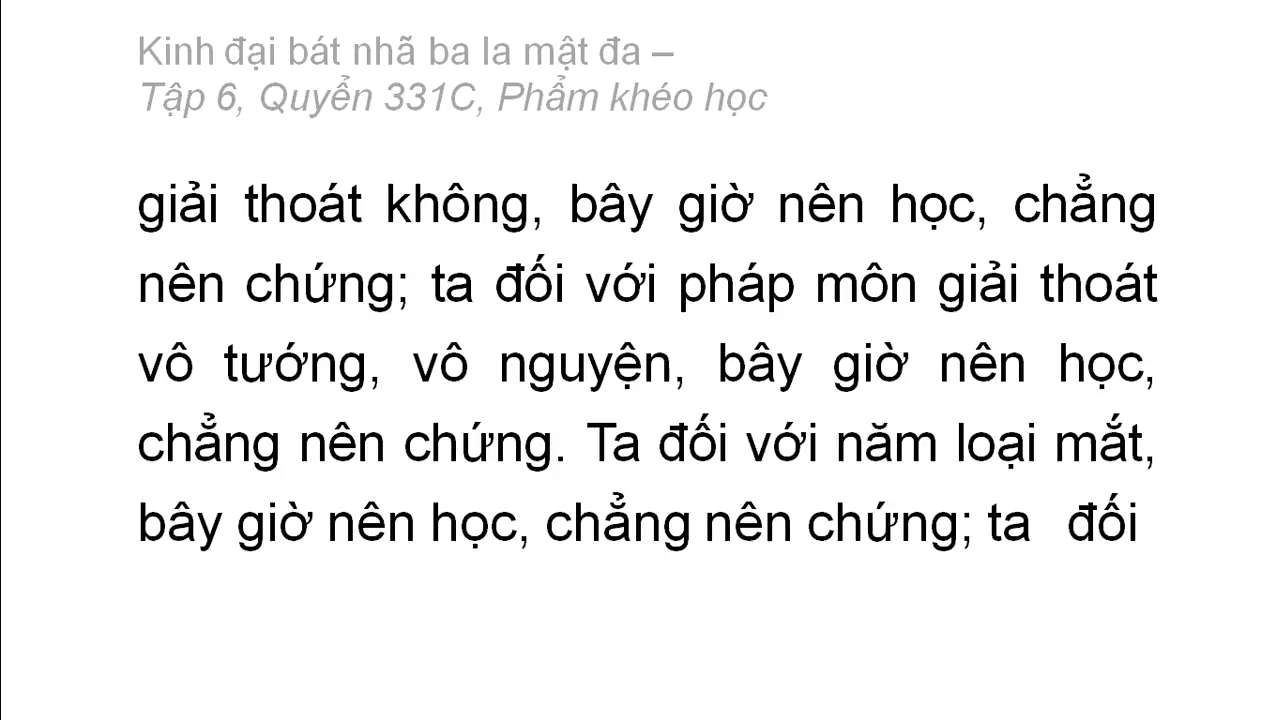 Kinh đại bát nhã ba la mật đa –
Tập 6, Quyển 331C, Phẩm khéo học
giải thoát không, bây giờ nên học, chẳng
nên chứng; ta đối với pháp môn giải thoát
vô tướng, vô nguyện, bây giờ nên học,
chẳng nên chứng. Ta đối với năm loại mắt,
bây giờ nên học, chẳng nên chứng; ta đối